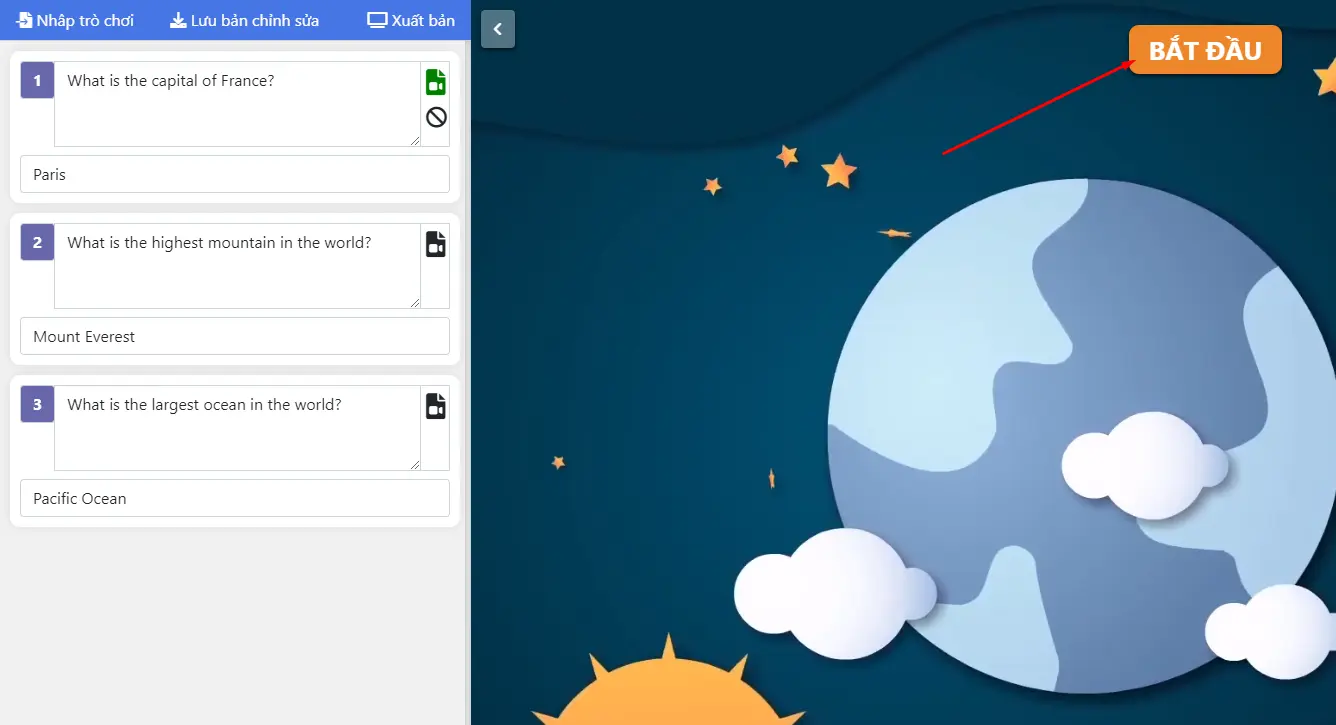 Nhập trò chơi Lưu bản chỉnh sửa Xuất bản
BẮT ĐẦU
1 What is the capital of France?
Paris
2 What is the highest mountain in the world?
Mount Everest
3 What is the largest ocean in the world?
Pacific Ocean